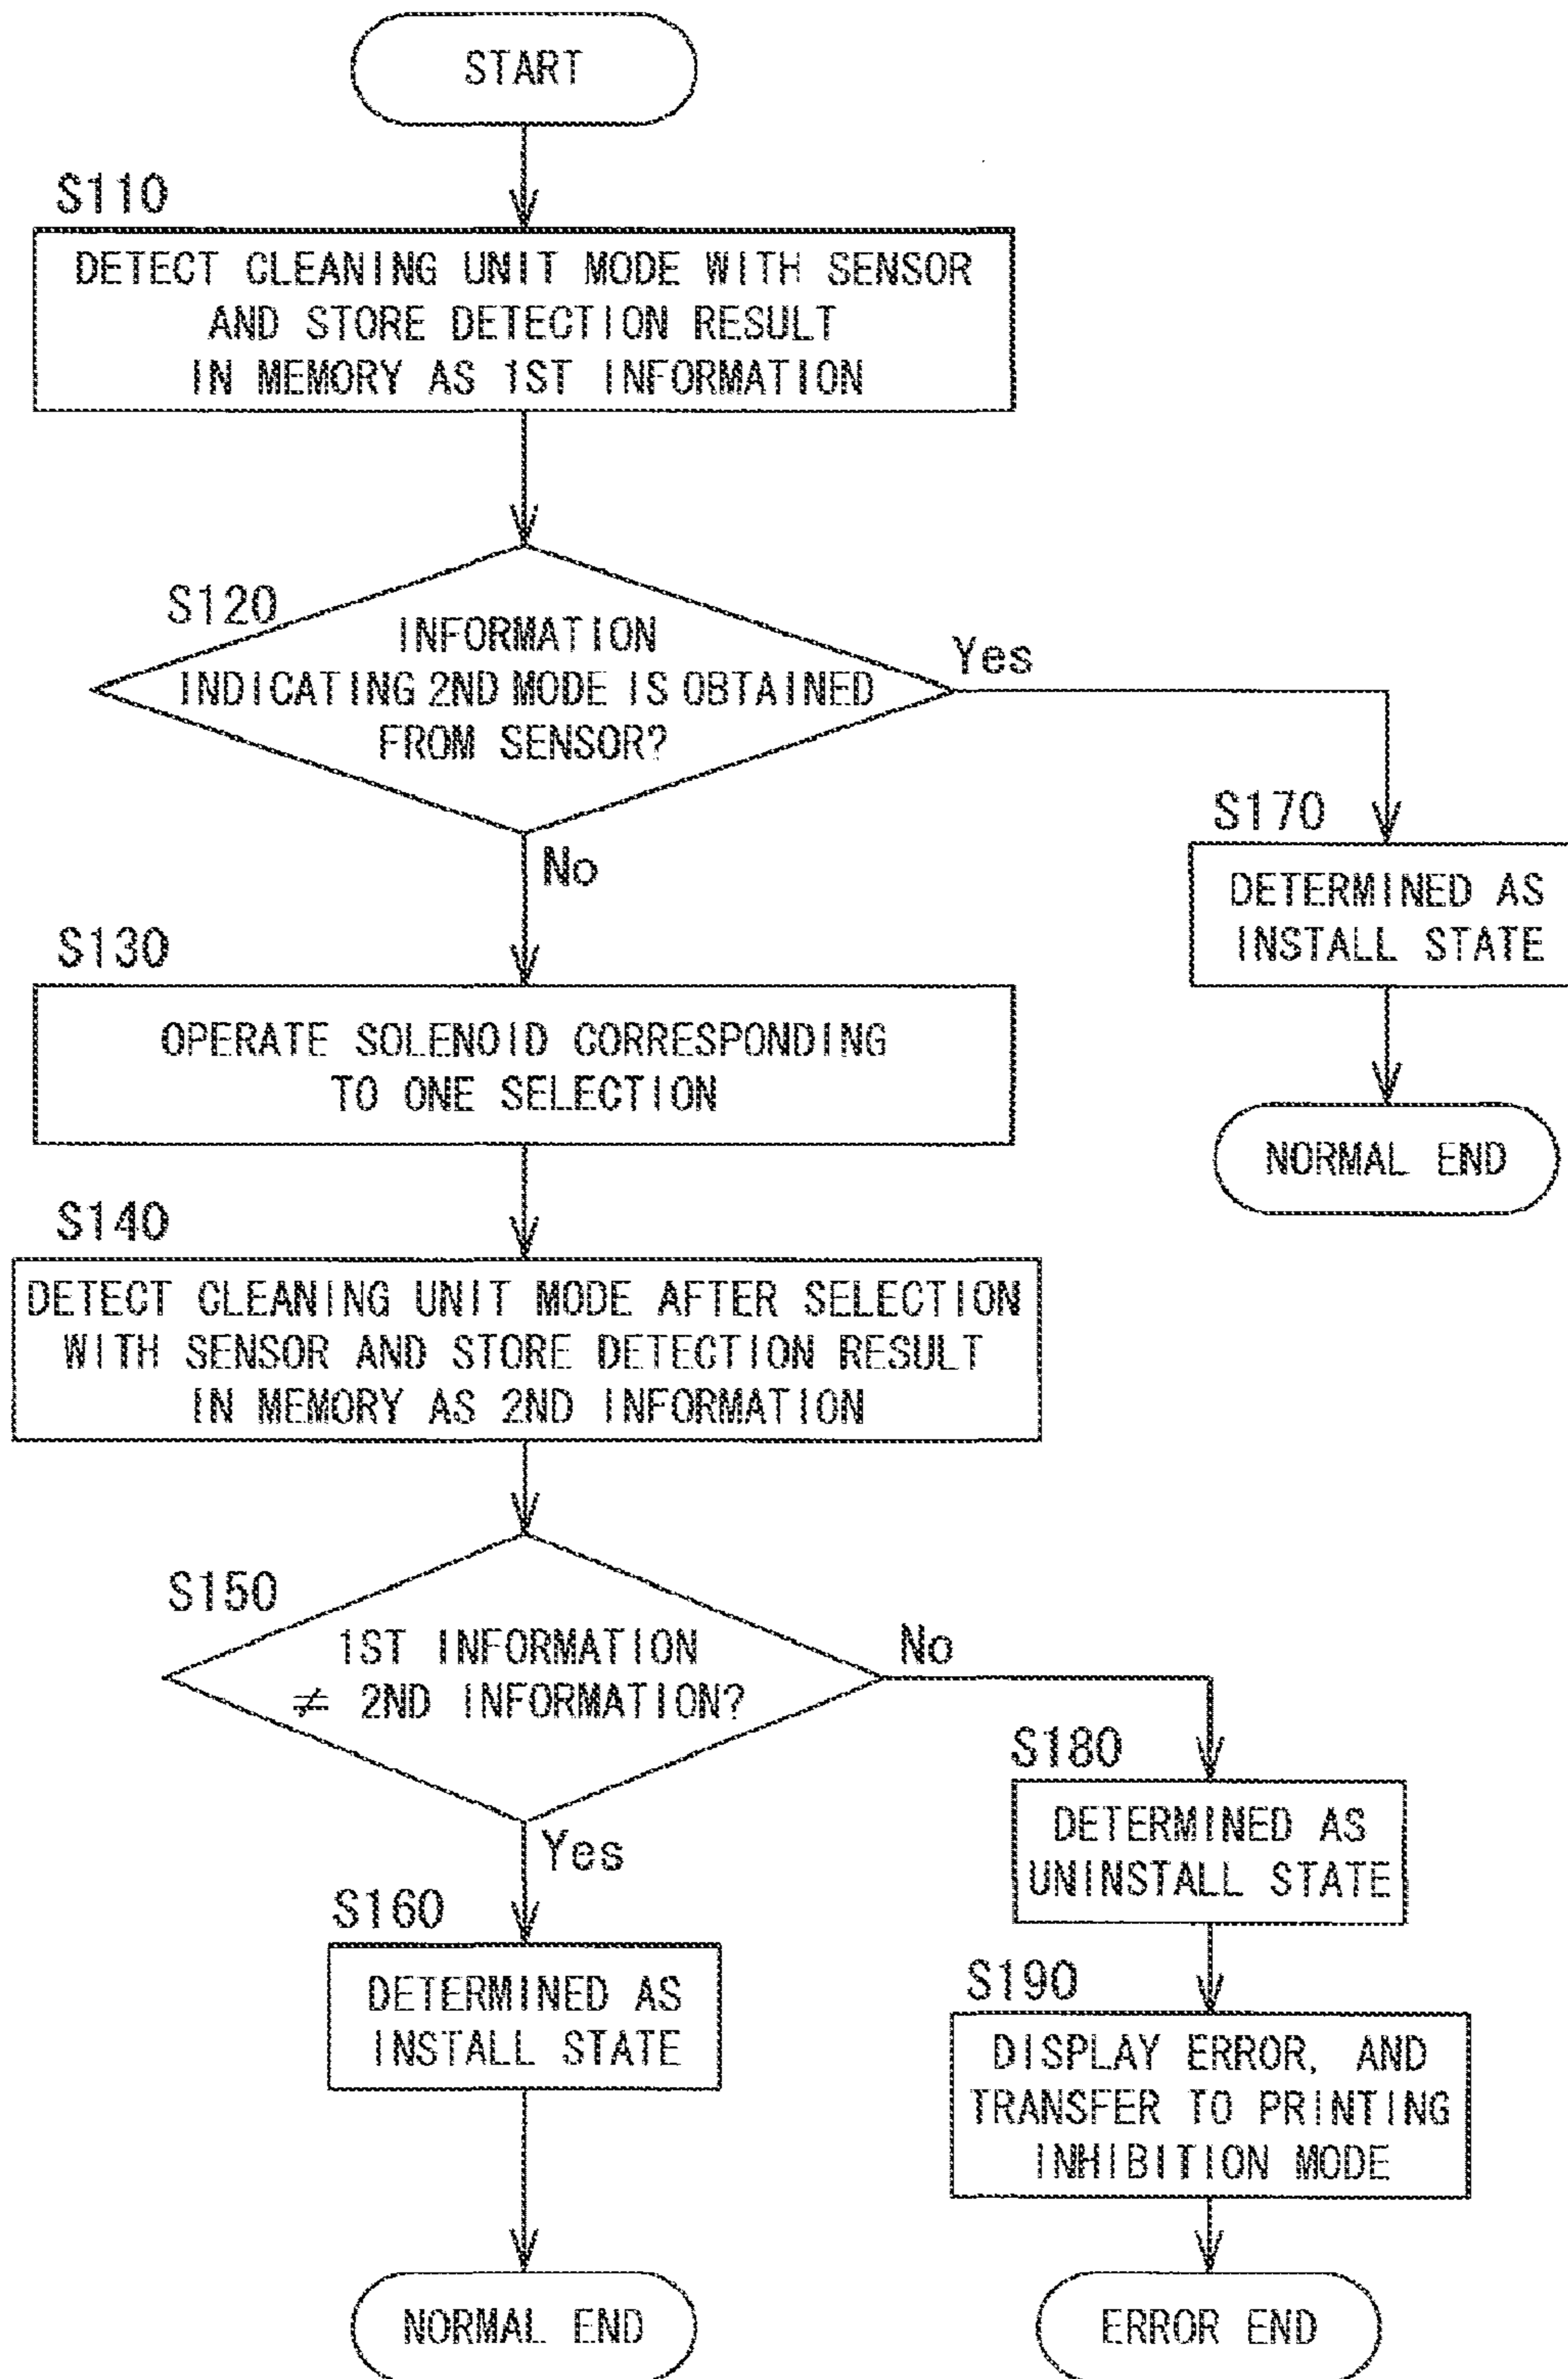 START
S110
DETECT CLEANING UNIT MODE WITH SENSOR
AND STORE DETECTION RESULT
IN MEMORY AS 1ST INFORMATION
S120
INFORMATION
INDICATING 2ND MODE IS OBTAINED
FROM SENSOR?
Yes
No
S170
DETERMINED AS
INSTALL STATE
NORMAL END
S130
OPERATE SOLENOID CORRESPONDING
TO ONE SELECTION
S140
DETECT CLEANING UNIT MODE AFTER SELECTION
WITH SENSOR AND STORE DETECTION RESULT
IN MEMORY AS 2ND INFORMATION
S150
1ST INFORMATION
≠ 2ND INFORMATION?
No
Yes
S180
DETERMINED AS
UNINSTALL STATE
S160
DETERMINED AS
INSTALL STATE
S190
DISPLAY ERROR, AND
TRANSFER TO PRINTING
INHIBITION MODE
NORMAL END
ERROR END